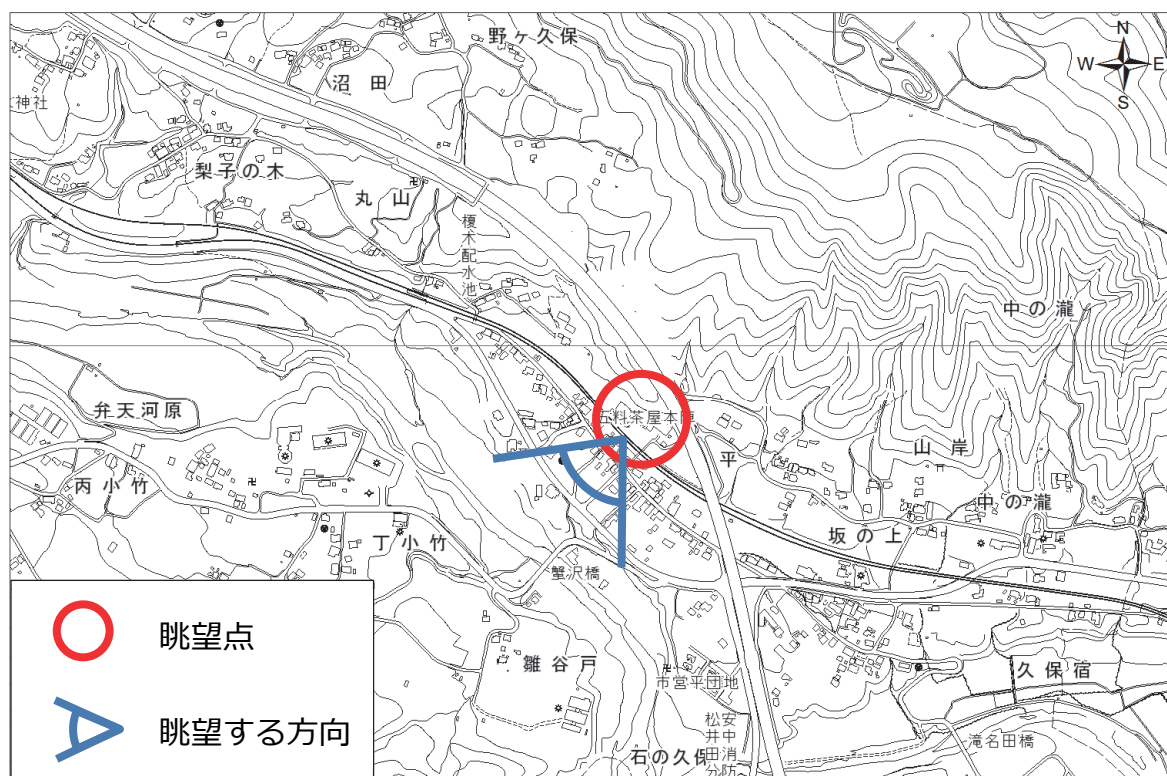 野ヶ久保
N
W E
S
沼田
神社
梨子の木
丸山
榎木配水池
中の瀧
弁天河原
五料茶屋本陣
平
山岸
丙小竹
中の瀧
丁小竹
坂の上
蟹沢橋
雛谷戸
久保宿
市営平団地
安中消防
松井田分
滝名田橋
石の久保
眺望点
眺望する方向